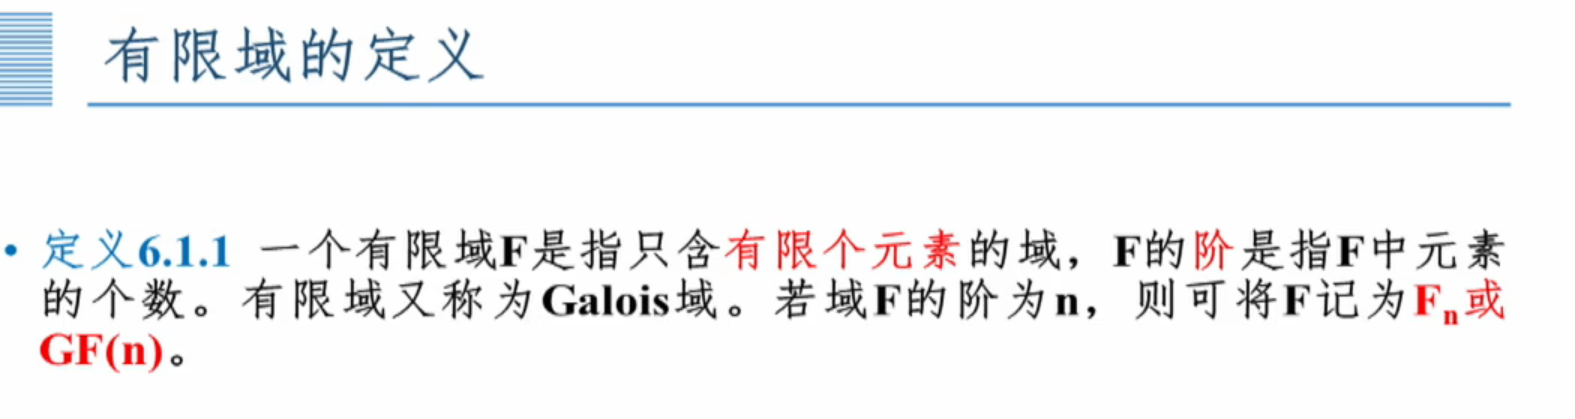 有限域的定义
• 定义6.1.1 一个有限域F是指只含有限个元素的域，F的阶是指F中元素
的个数。有限域又称为Galois域。若域F的阶为n，则可将F记为Fₙ或
GF(n)。